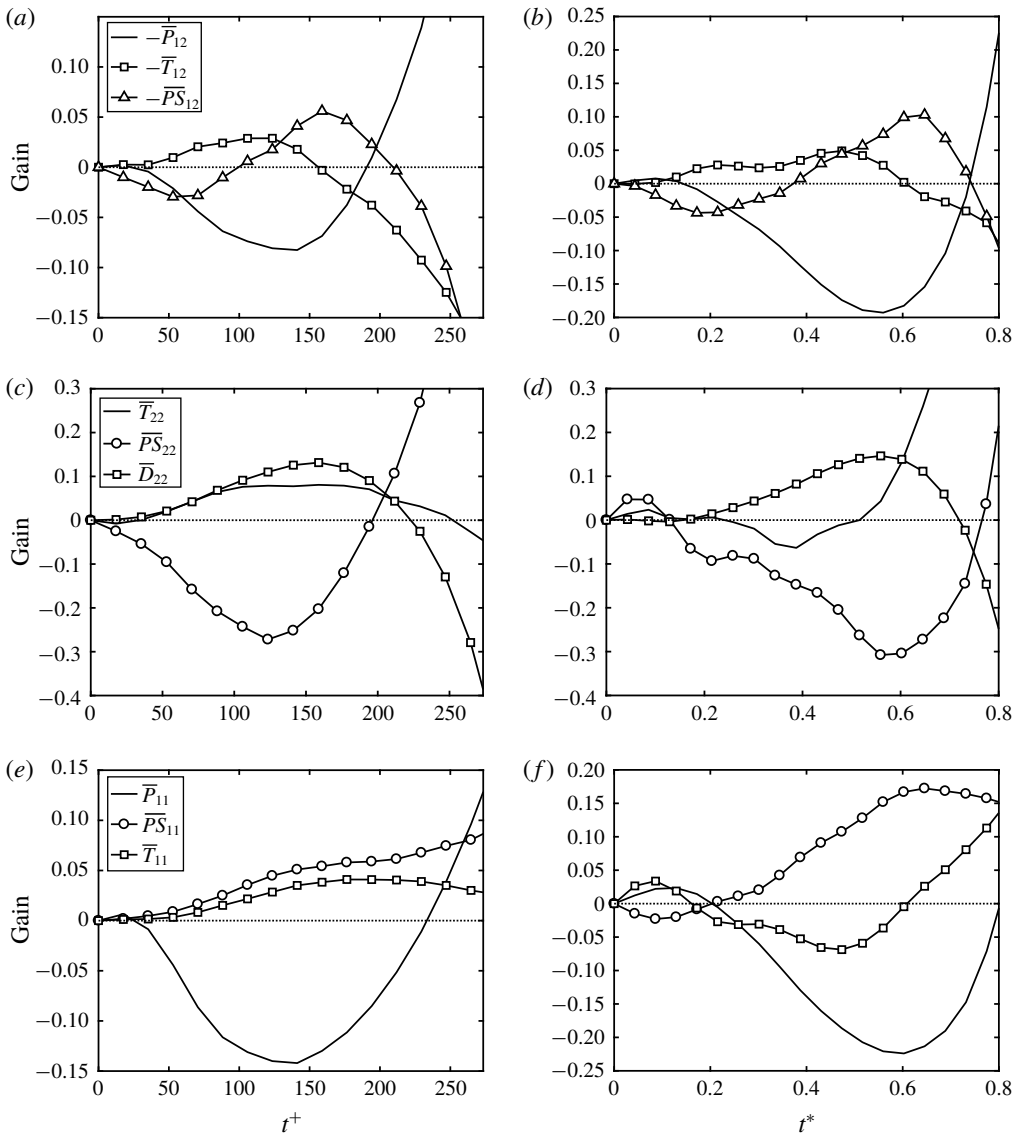 (a)
−P̅₁₂
−T̅₁₂
−P̅S̅₁₂
Gain
0.10
0.05
0
−0.05
−0.10
−0.15
0 50 100 150 200 250
(b)
0.25
0.20
0.15
0.10
0.05
0
−0.05
−0.10
−0.15
−0.20
0 0.2 0.4 0.6 0.8
(c)
T̅₂₂
P̅S̅₂₂
D̅₂₂
Gain
0.3
0.2
0.1
0
−0.1
−0.2
−0.3
−0.4
0 50 100 150 200 250
(d)
0.3
0.2
0.1
0
−0.1
−0.2
−0.3
−0.4
0 0.2 0.4 0.6 0.8
(e)
P̅₁₁
P̅S̅₁₁
T̅₁₁
Gain
0.15
0.10
0.05
0
−0.05
−0.10
−0.15
0 50 100 150 200 250
t⁺
(f)
0.20
0.15
0.10
0.05
0
−0.05
−0.10
−0.15
−0.20
−0.25
0 0.2 0.4 0.6 0.8
t*